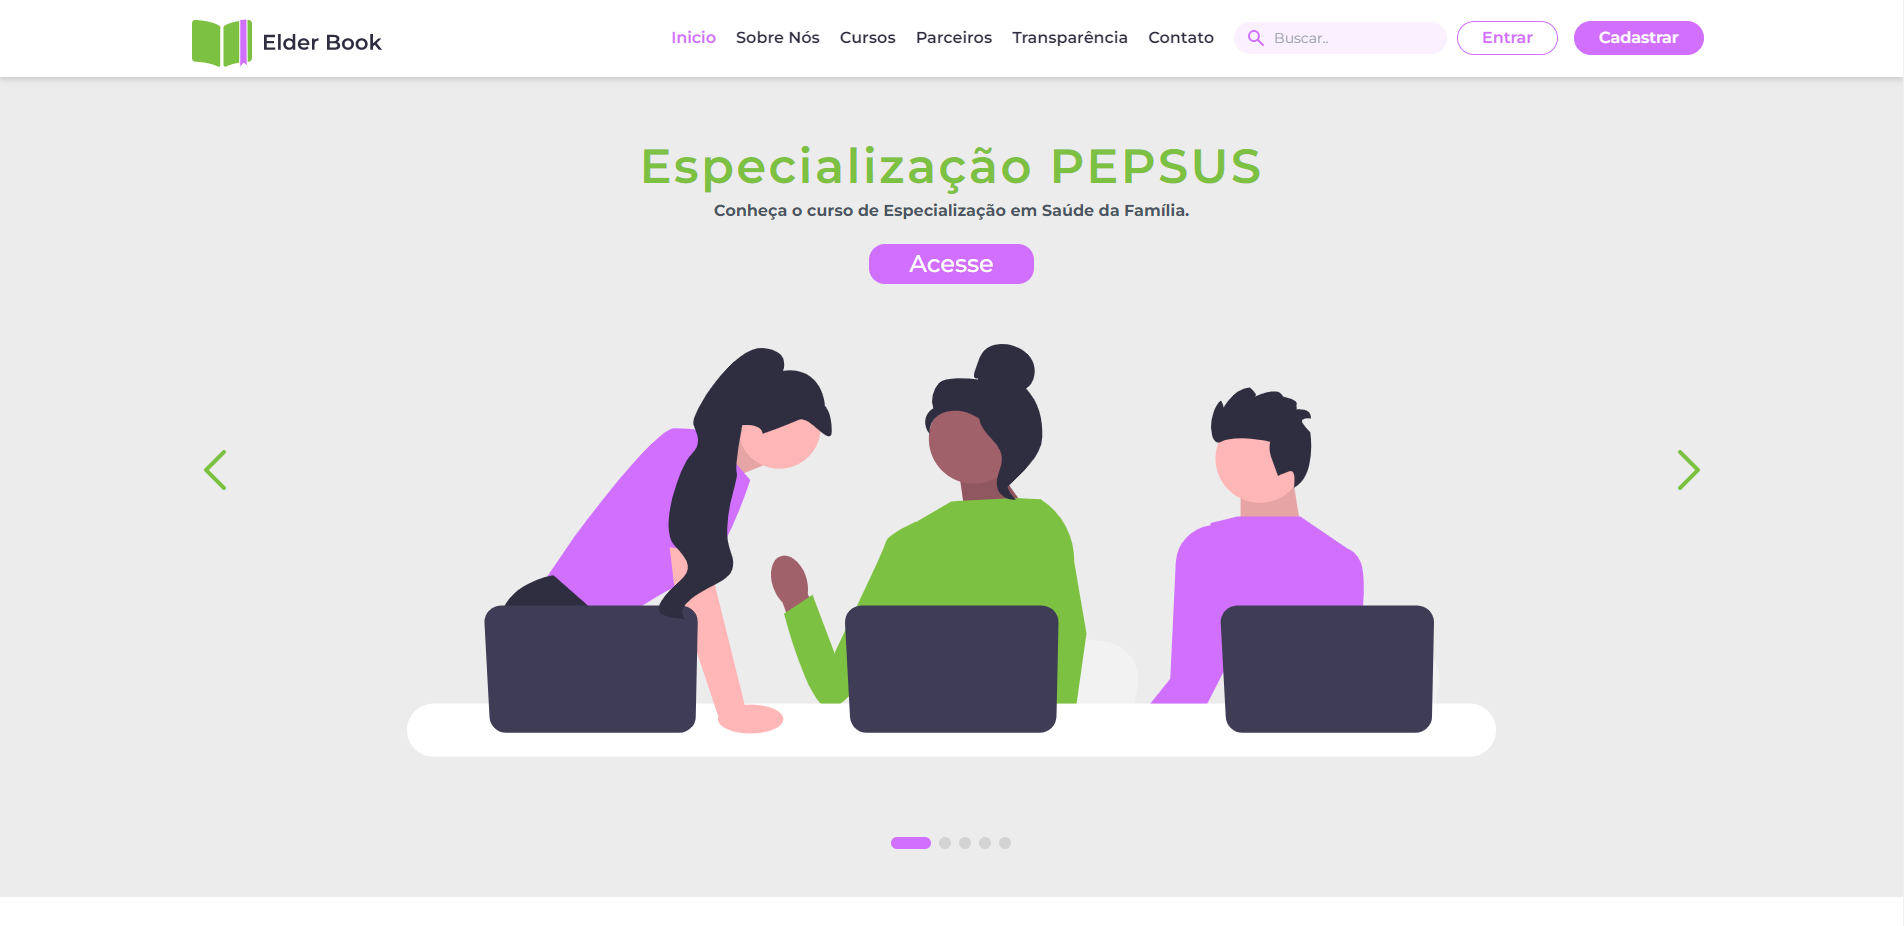 Elder Book
Inicio Sobre Nós Cursos Parceiros Transparência Contato Buscar.. Entrar Cadastrar
Especialização PEPSUS
Conheça o curso de Especialização em Saúde da Família.
Acesse